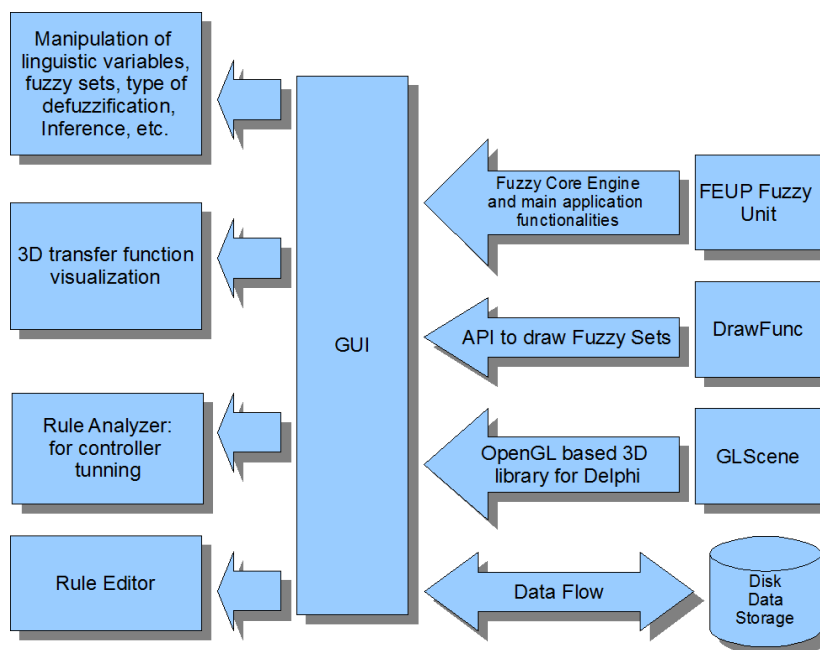 Manipulation of
linguistic variables,
fuzzy sets, type of
defuzzification,
Inference, etc.
3D transfer function
visualization
Rule Analyzer:
for controller
tunning
Rule Editor
GUI
Fuzzy Core Engine
and main application
functionalities
FEUP Fuzzy
Unit
API to draw Fuzzy Sets
DrawFunc
OpenGL based 3D
library for Delphi
GLScene
Data Flow
Disk
Data
Storage